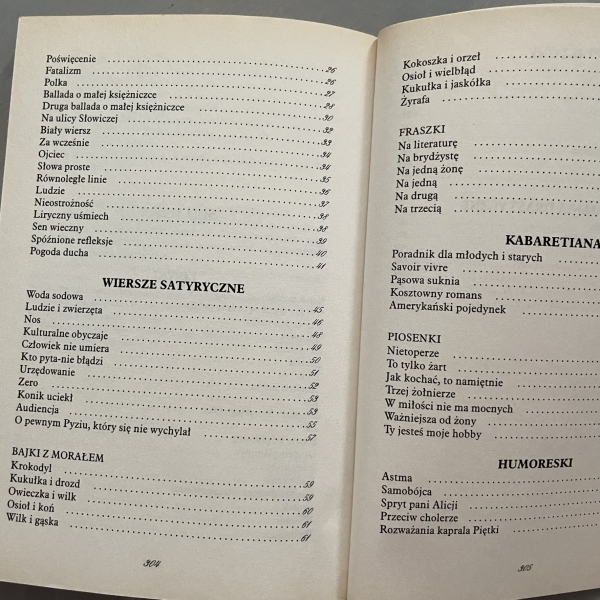 Poświęcenie ........ 26
Fatalizm ........ 26
Polka ........ 26
Ballada o małej księżniczce ........ 27
Druga ballada o małej księżniczce ........ 28
Na ulicy Słowiczej ........ 30
Biały wiersz ........ 32
Za wcześnie ........ 33
Ojciec ........ 34
Słowa proste ........ 34
Równoległe linie ........ 35
Ludzie ........ 36
Nieostrożność ........ 37
Liryczny uśmiech ........ 38
Sen wieczny ........ 38
Spóźnione refleksje ........ 39
Pogoda ducha ........ 40
41
WIERSZE SATYRYCZNE
Woda sodowa ........ 45
Ludzie i zwierzęta ........ 46
Nos ........ 48
Kulturalne obyczaje ........ 49
Człowiek nie umiera ........ 50
Kto pyta-nie błądzi ........ 51
Urzędowanie ........ 52
Zero ........ 53
Konik uciekł ........ 53
Audiencja ........ 55
O pewnym Pyziu, który się nie wychylał ........ 57
BAJKI Z MORAŁEM
Krokodyl ........ 59
Kukułka i drozd ........ 59
Owieczka i wilk ........ 60
Osioł i koń ........ 61
Wilk i gąska ........ 61
304
Kokoszka i orzeł ........
Osioł i wielbłąd ........
Kukułka i jaskółka ........
Żyrafa ........
FRASZKI
Na literaturę ........
Na brydżystę ........
Na jedną żonę ........
Na jedną ........
Na drugą ........
Na trzecią ........
KABARETIANA
Poradnik dla młodych i starych ........
Savoir vivre ........
Pąsowa suknia ........
Kosztowny romans ........
Amerykański pojedynek ........
PIOSENKI
Nietoperze ........
To tylko żart ........
Jak kochać, to namiętnie ........
Trzej żołnierze ........
W miłości nie ma mocnych ........
Ważniejsza od żony ........
Ty jesteś moje hobby ........
HUMORESKI
Astma ........
Samobójca ........
Spryt pani Alicji ........
Przeciw cholerze ........
Rozważania kaprala Piętki ........
305